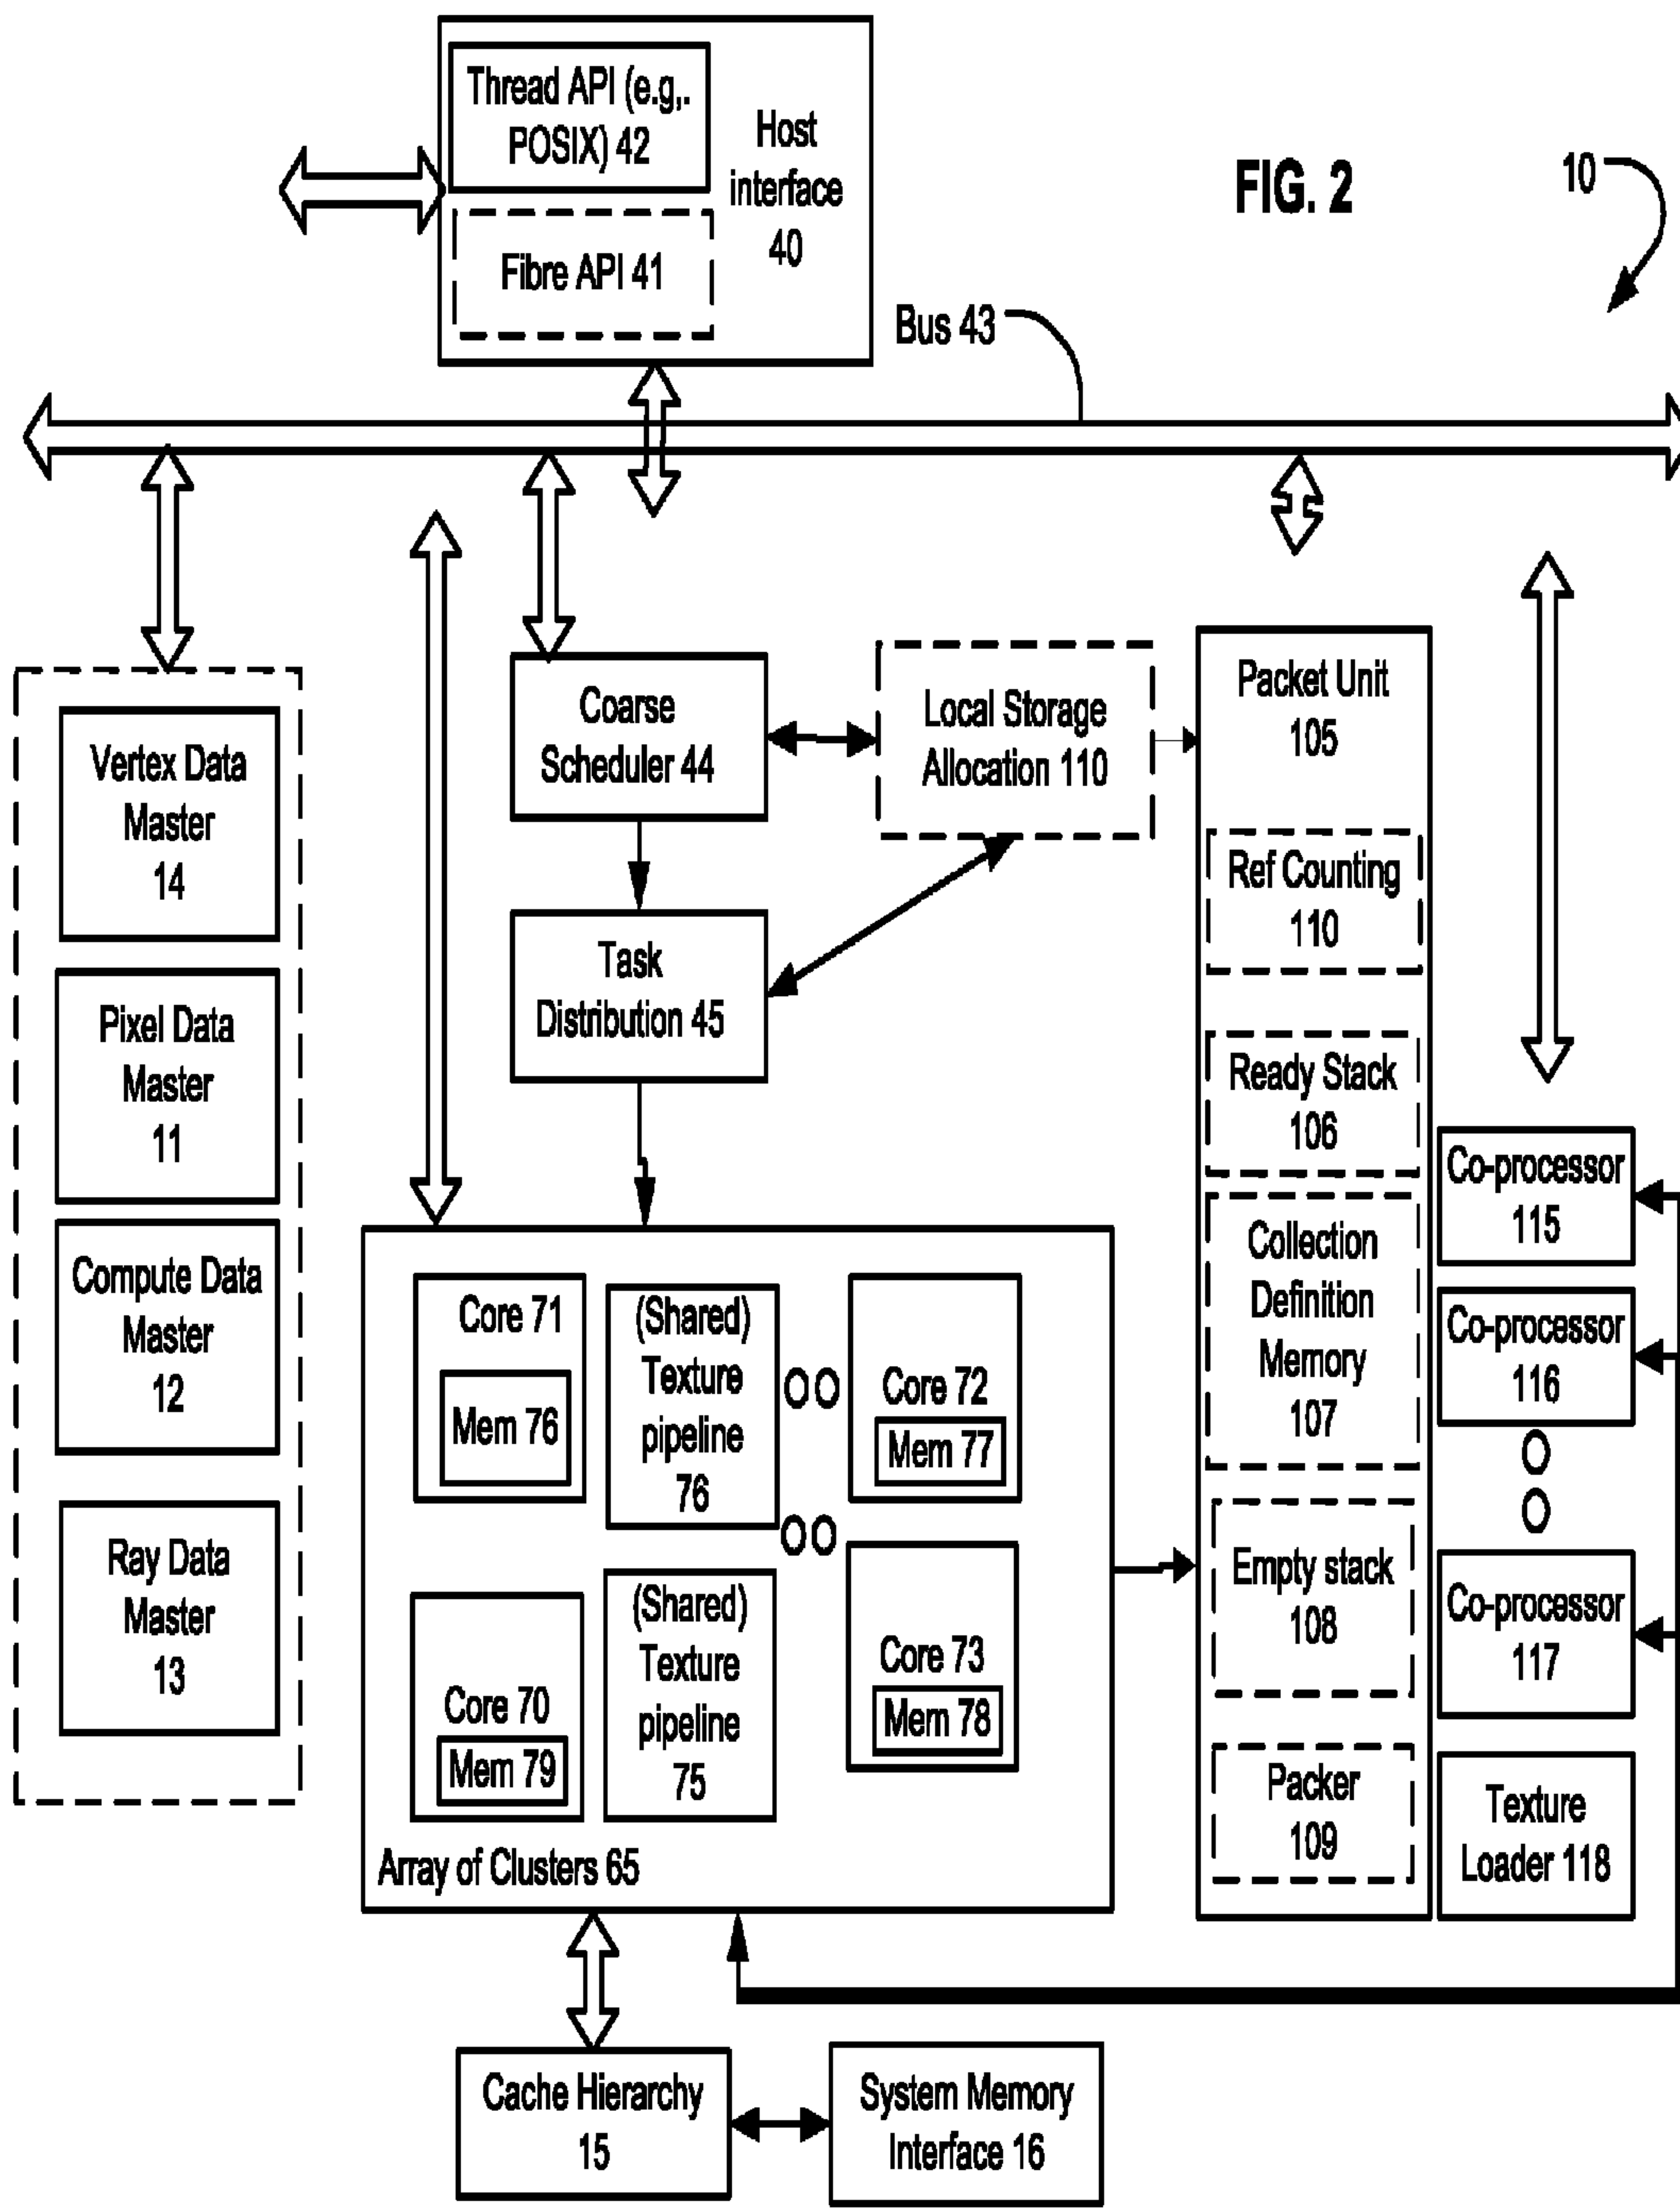 Thread API (e.g,.
POSIX) 42
Host
interface
40
Fibre API 41
FIG. 2
10
Bus 43
Vertex Data
Master
14
Pixel Data
Master
11
Compute Data
Master
12
Ray Data
Master
13
Coarse
Scheduler 44
Local Storage
Allocation 110
Task
Distribution 45
Packet Unit
105
Ref Counting
110
Ready Stack
106
Collection
Definition
Memory
107
Empty stack
108
Packer
109
Co-processor
115
Co-processor
116
Co-processor
117
Texture
Loader 118
Core 71
Mem 76
(Shared)
Texture
pipeline
76
Core 72
Mem 77
Core 70
Mem 79
(Shared)
Texture
pipeline
75
Core 73
Mem 78
Array of Clusters 65
Cache Hierarchy
15
System Memory
Interface 16